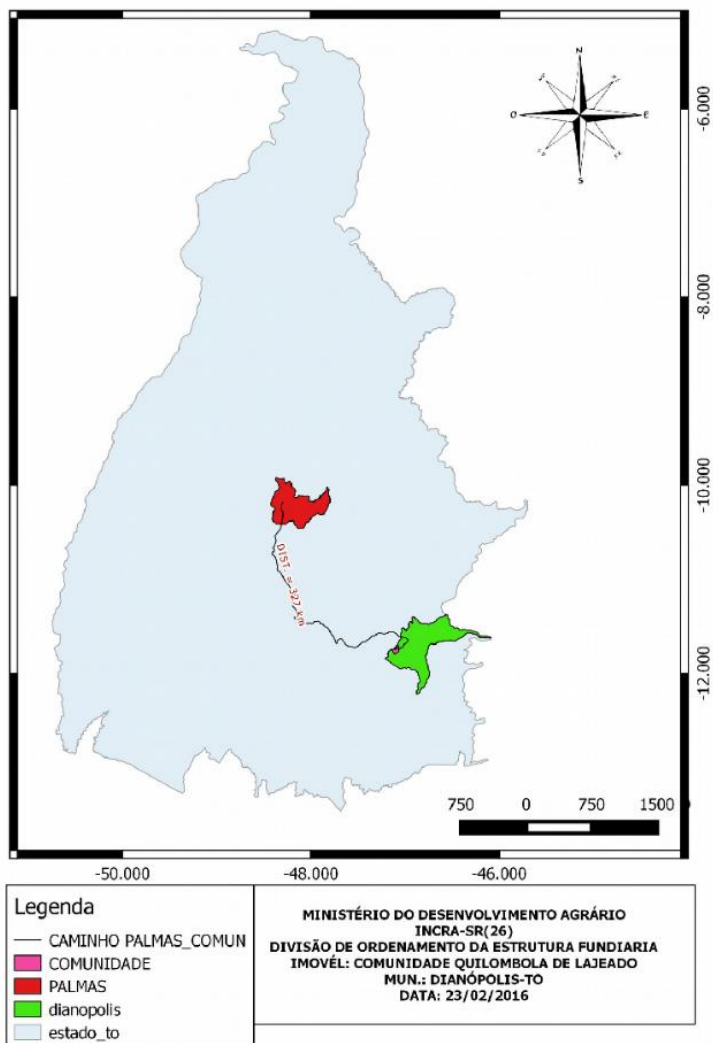 N
O
E
S
-6.000
-8.000
-10.000
-12.000
DIST. = 327 km
750 0 750 1500
-50.000 -48.000 -46.000
Legenda
CAMINHO PALMAS_COMUN
COMUNIDADE
PALMAS
dianopolis
estado_to
MINISTÉRIO DO DESENVOLVIMENTO AGRÁRIO
INCRA-SR(26)
DIVISÃO DE ORDENAMENTO DA ESTRUTURA FUNDIARIA
IMOVÉL: COMUNIDADE QUILOMBOLA DE LAJEADO
MUN.: DIANÓPOLIS-TO
DATA: 23/02/2016